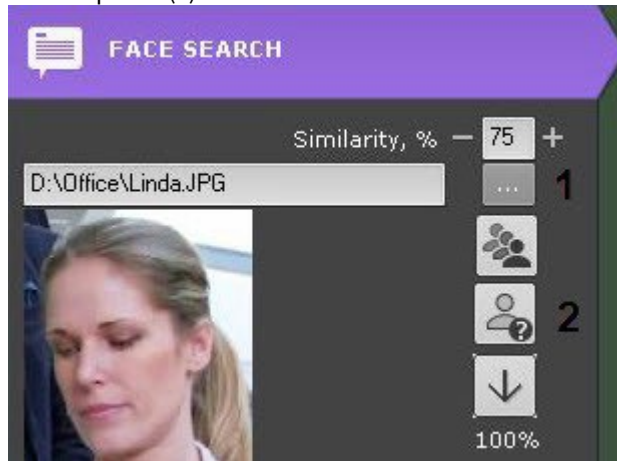 FACE SEARCH
Similarity, % − 75 +
D:\Office\Linda.JPG ... 1
2
100%